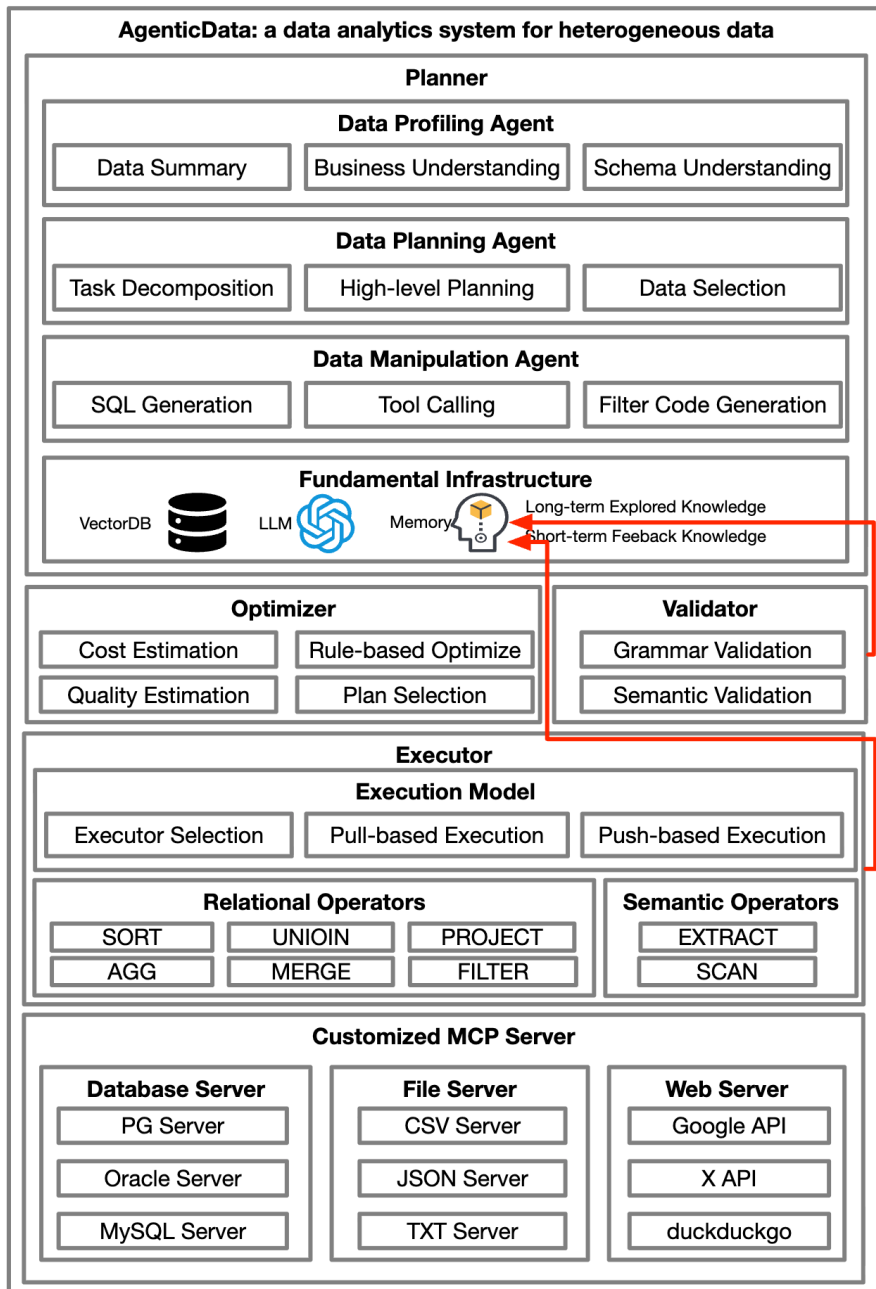 AgenticData: a data analytics system for heterogeneous data
Planner
Data Profiling Agent
Data Summary
Business Understanding
Schema Understanding
Data Planning Agent
Task Decomposition
High-level Planning
Data Selection
Data Manipulation Agent
SQL Generation
Tool Calling
Filter Code Generation
Fundamental Infrastructure
VectorDB
LLM
Memory
Long-term Explored Knowledge
Short-term Feeback Knowledge
Optimizer
Cost Estimation
Rule-based Optimize
Quality Estimation
Plan Selection
Validator
Grammar Validation
Semantic Validation
Executor
Execution Model
Executor Selection
Pull-based Execution
Push-based Execution
Relational Operators
SORT
UNIOIN
PROJECT
AGG
MERGE
FILTER
Semantic Operators
EXTRACT
SCAN
Customized MCP Server
Database Server
PG Server
Oracle Server
MySQL Server
File Server
CSV Server
JSON Server
TXT Server
Web Server
Google API
X API
duckduckgo